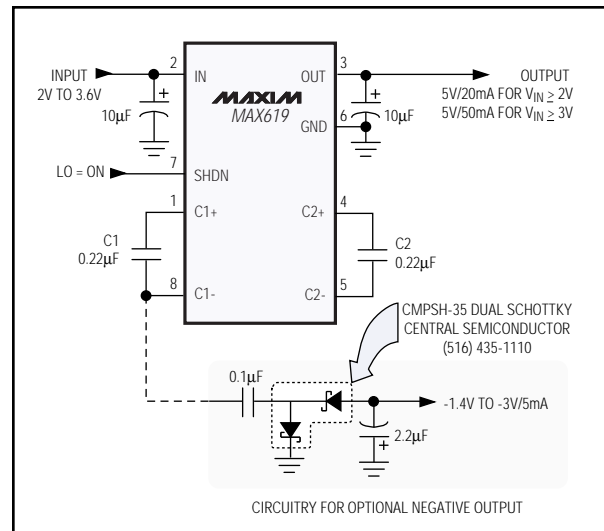 2
3
INPUT
2V TO 3.6V
IN
OUT
OUTPUT
5V/20mA FOR VIN ≥ 2V
5V/50mA FOR VIN ≥ 3V
+
10µF
MAXIM
MAX619
+
10µF
6
GND
7
LO = ON
SHDN
1
4
C1+
C2+
C1
0.22µF
C2
0.22µF
8
5
C1-
C2-
CMPSH-35 DUAL SCHOTTKY
CENTRAL SEMICONDUCTOR
(516) 435-1110
0.1µF
-1.4V TO -3V/5mA
2.2µF
+
CIRCUITRY FOR OPTIONAL NEGATIVE OUTPUT